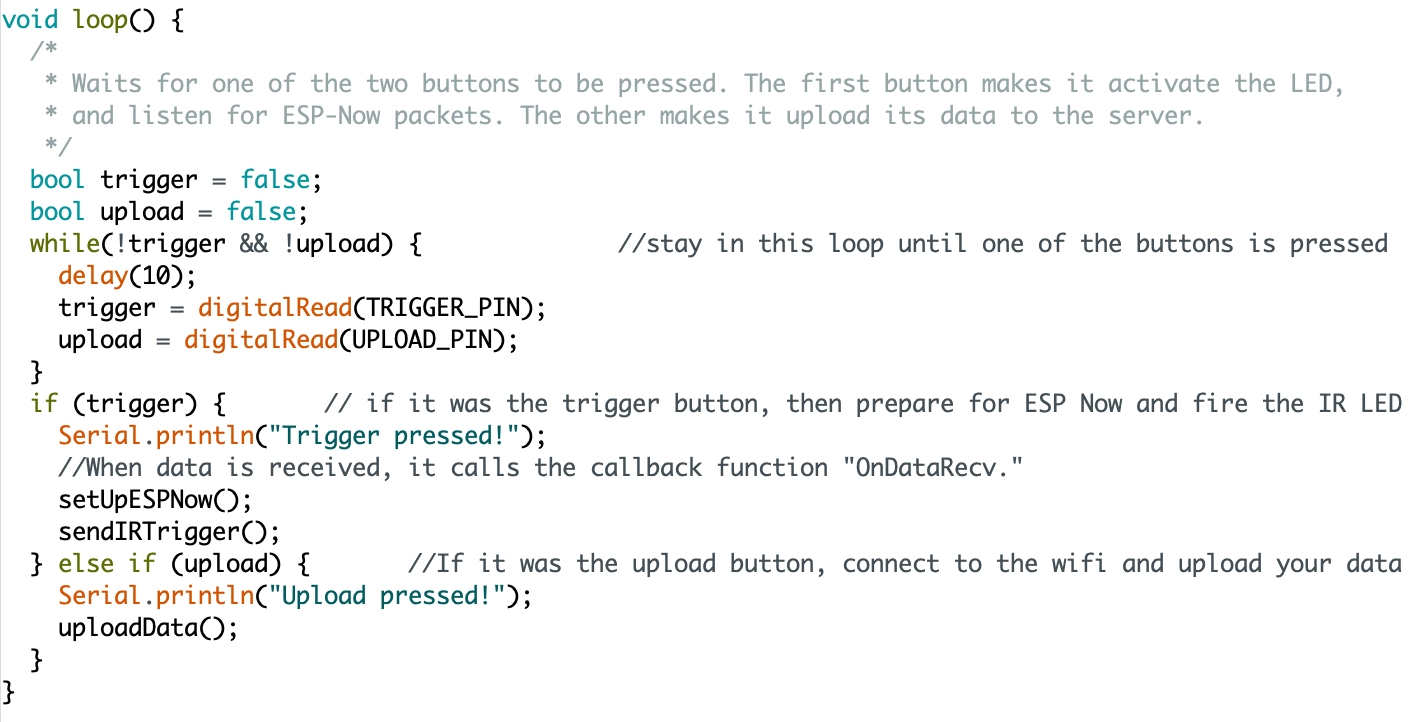 void loop() {
  /*
   * Waits for one of the two buttons to be pressed. The first button makes it activate the LED,
   * and listen for ESP-Now packets. The other makes it upload its data to the server.
   */
  bool trigger = false;
  bool upload = false;
  while(!trigger && !upload) {              //stay in this loop until one of the buttons is pressed
    delay(10);
    trigger = digitalRead(TRIGGER_PIN);
    upload = digitalRead(UPLOAD_PIN);
  }
  if (trigger) {       // if it was the trigger button, then prepare for ESP Now and fire the IR LED
    Serial.println("Trigger pressed!");
    //When data is received, it calls the callback function "OnDataRecv."
    setUpESPNow();
    sendIRTrigger();
  } else if (upload) {       //If it was the upload button, connect to the wifi and upload your data
    Serial.println("Upload pressed!");
    uploadData();
  }
}